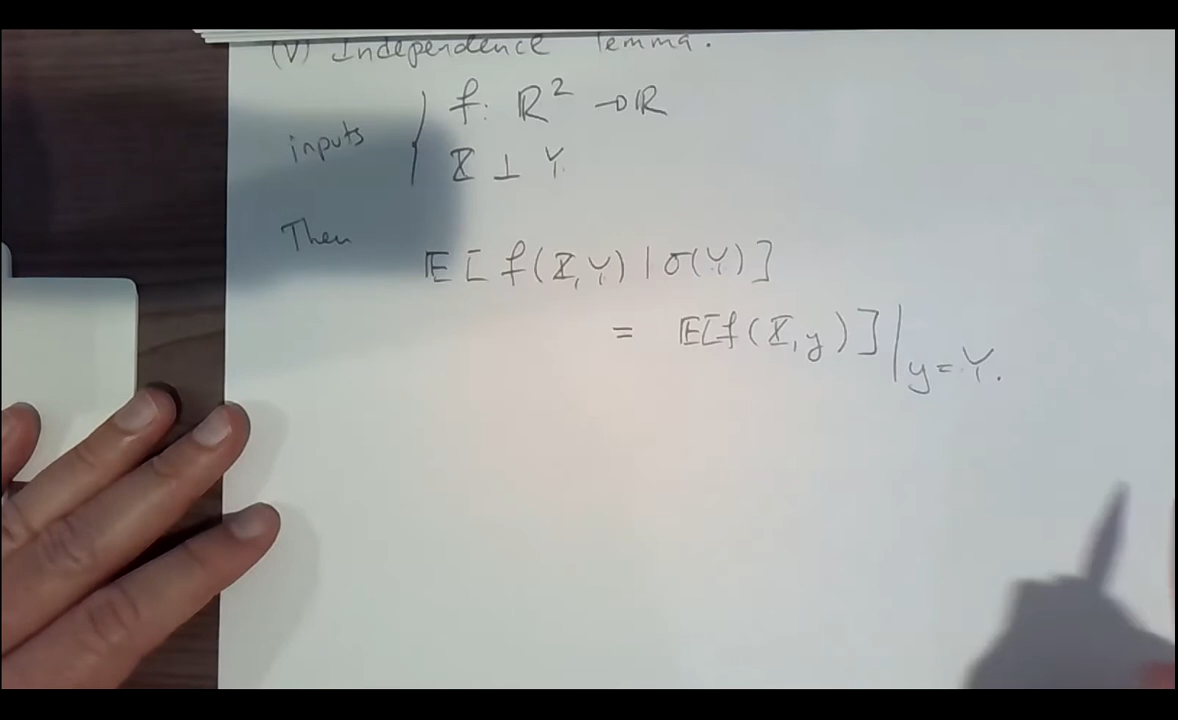 (V) Independence lemma.
inputs { f: ℝ² → ℝ
X ⊥ Y.
Then
𝔼[f(X,Y) | σ(Y)]
= 𝔼[f(X,y)]|_{y=Y}.